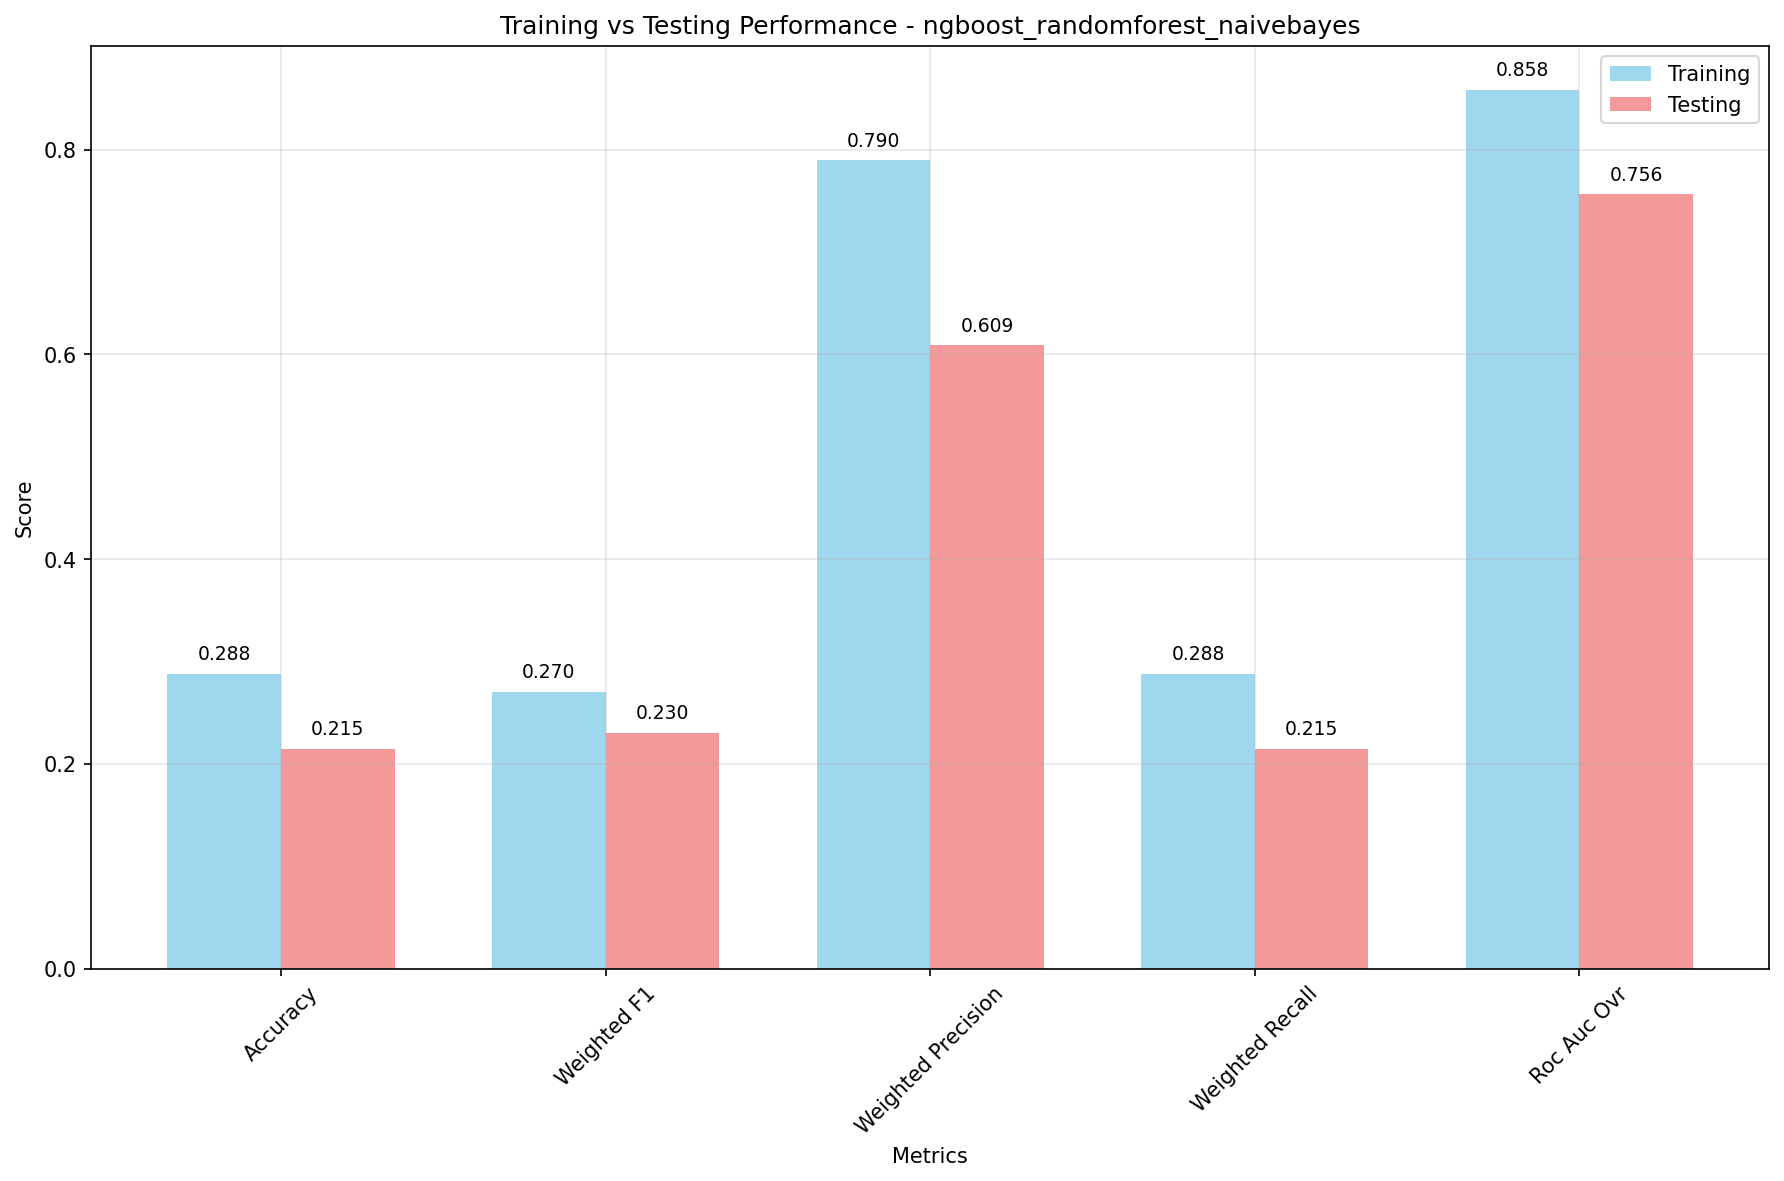 Training vs Testing Performance - ngboost_randomforest_naivebayes
Training
Testing
Score
0.8
0.6
0.4
0.2
0.0
0.288
0.215
0.270
0.230
0.790
0.609
0.288
0.215
0.858
0.756
Accuracy
Weighted F1
Weighted Precision
Weighted Recall
Roc Auc Ovr
Metrics